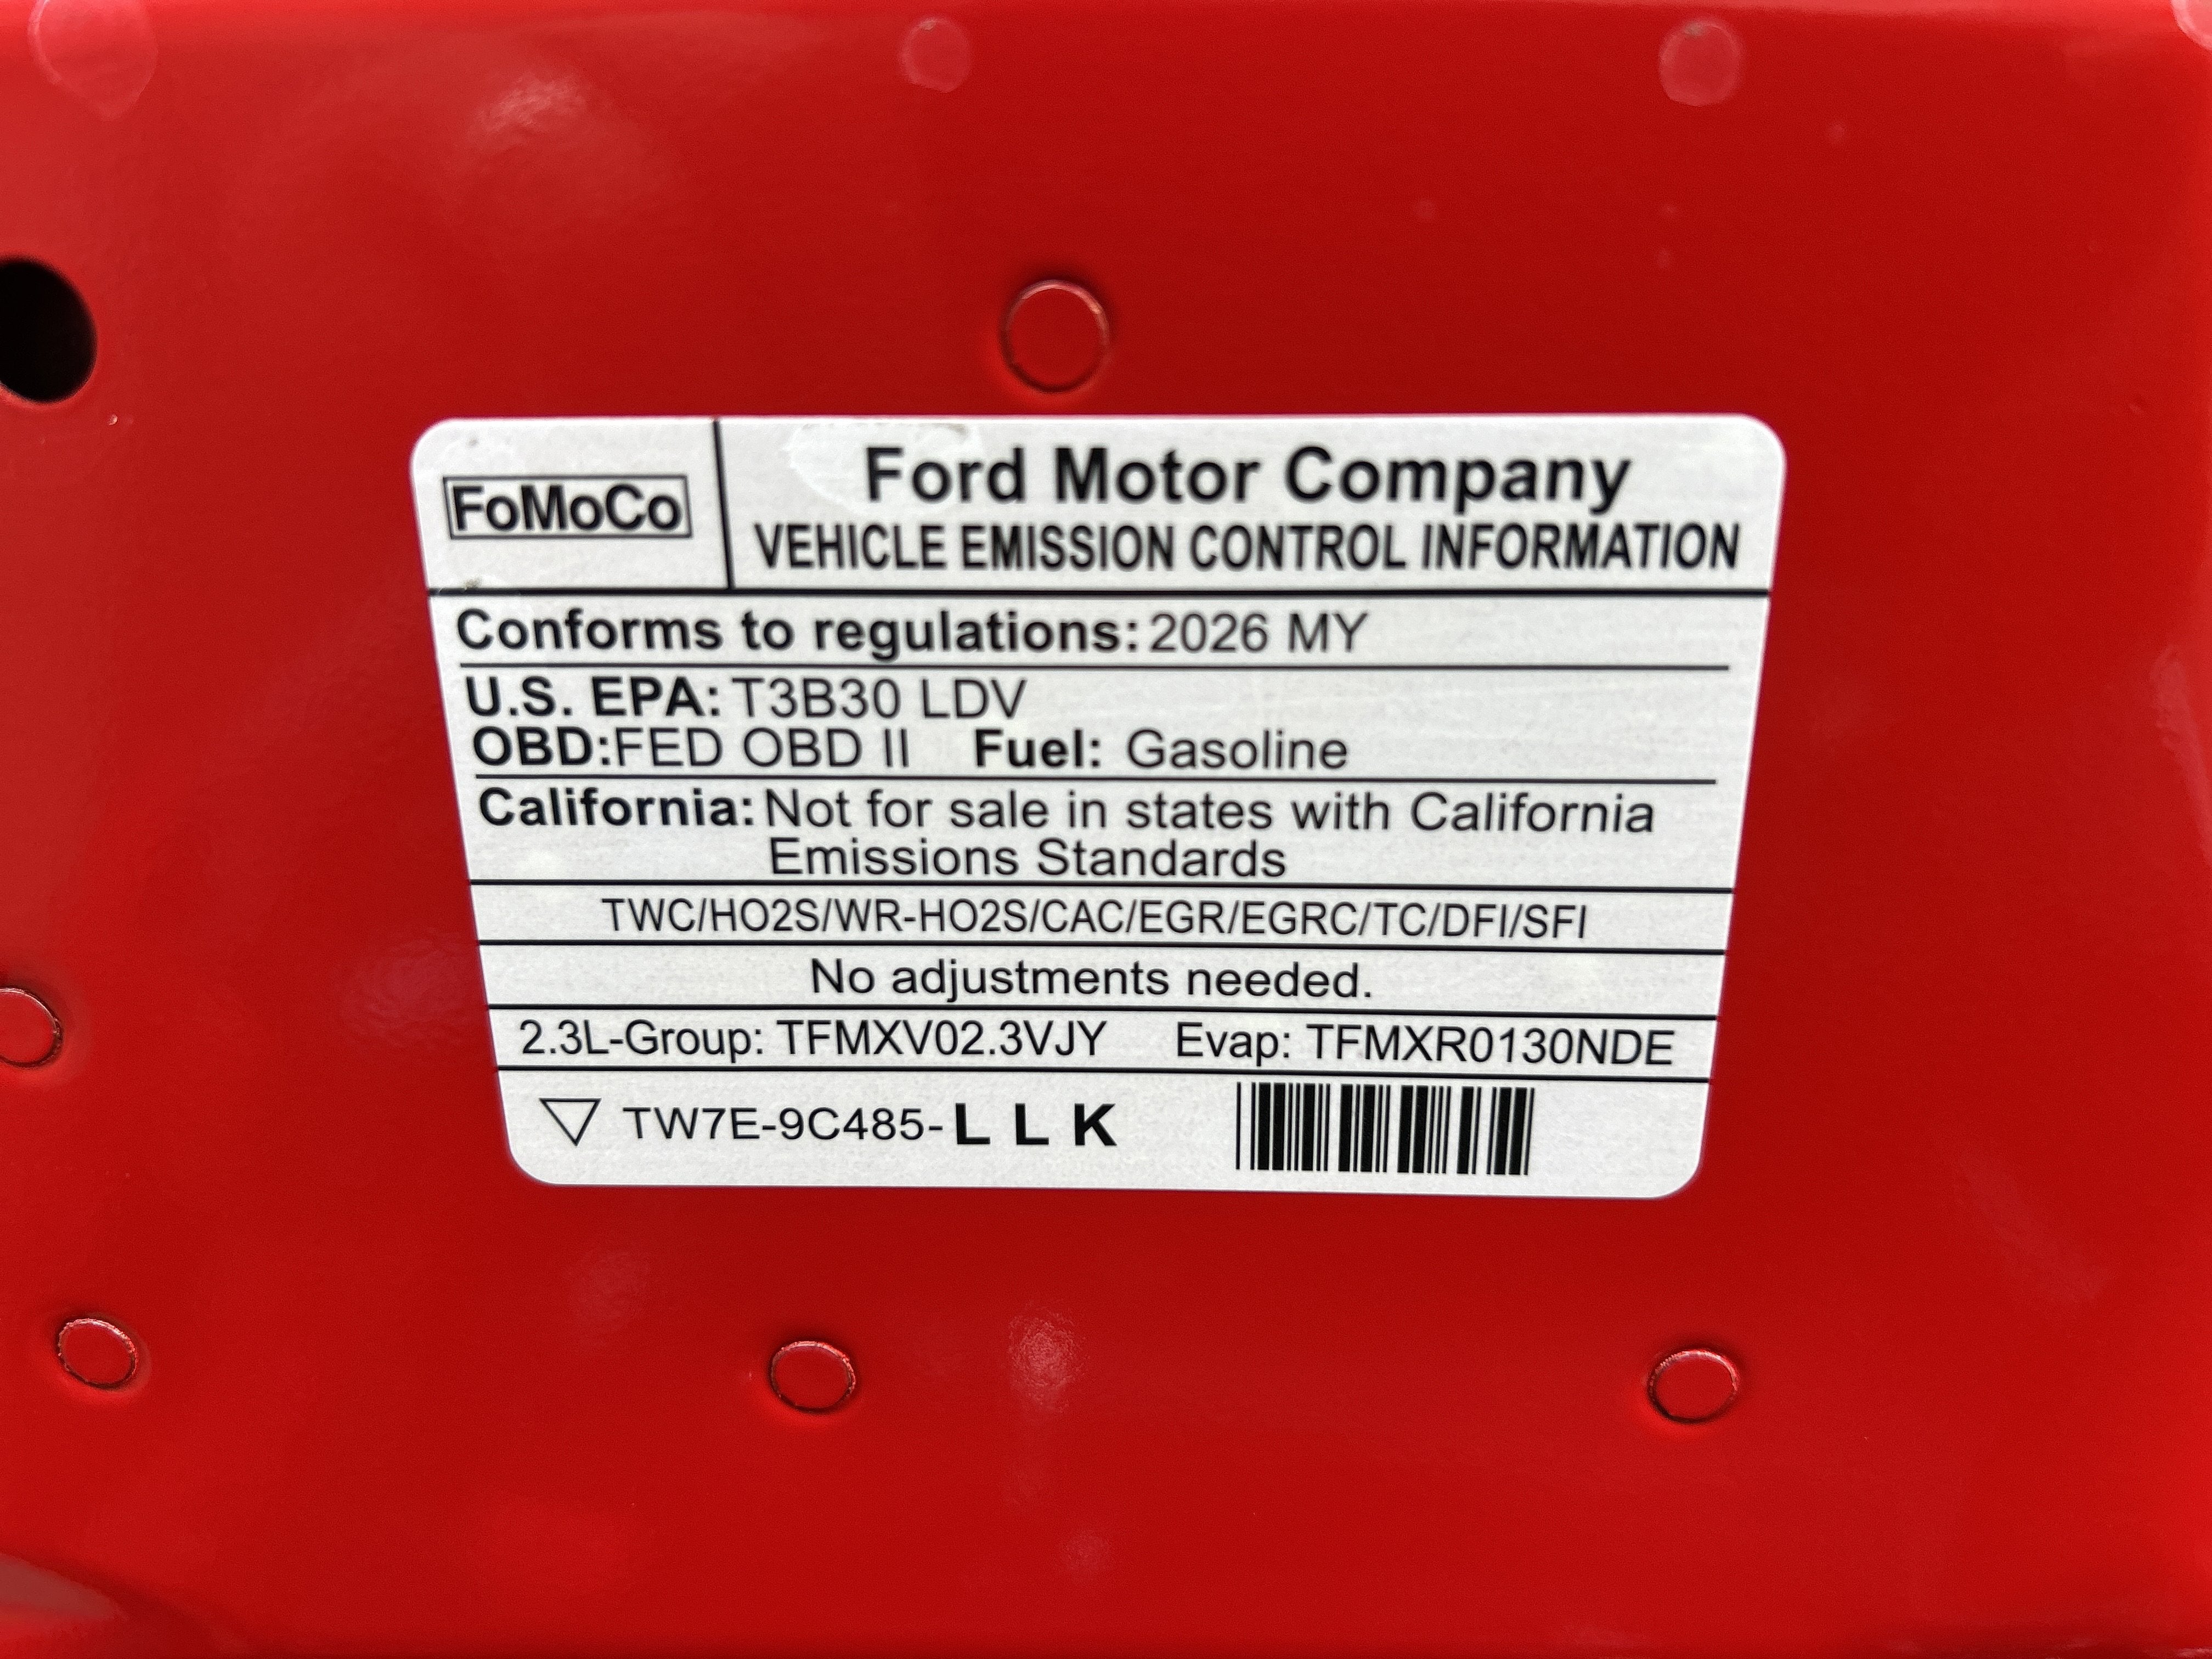 FoMoCo
Ford Motor Company
VEHICLE EMISSION CONTROL INFORMATION
Conforms to regulations: 2026 MY
U.S. EPA: T3B30 LDV
OBD:FED OBD II Fuel: Gasoline
California: Not for sale in states with California
Emissions Standards
TWC/HO2S/WR-HO2S/CAC/EGR/EGRC/TC/DFI/SFI
No adjustments needed.
2.3L-Group: TFMXV02.3VJY Evap: TFMXR0130NDE
TW7E-9C485-L L K